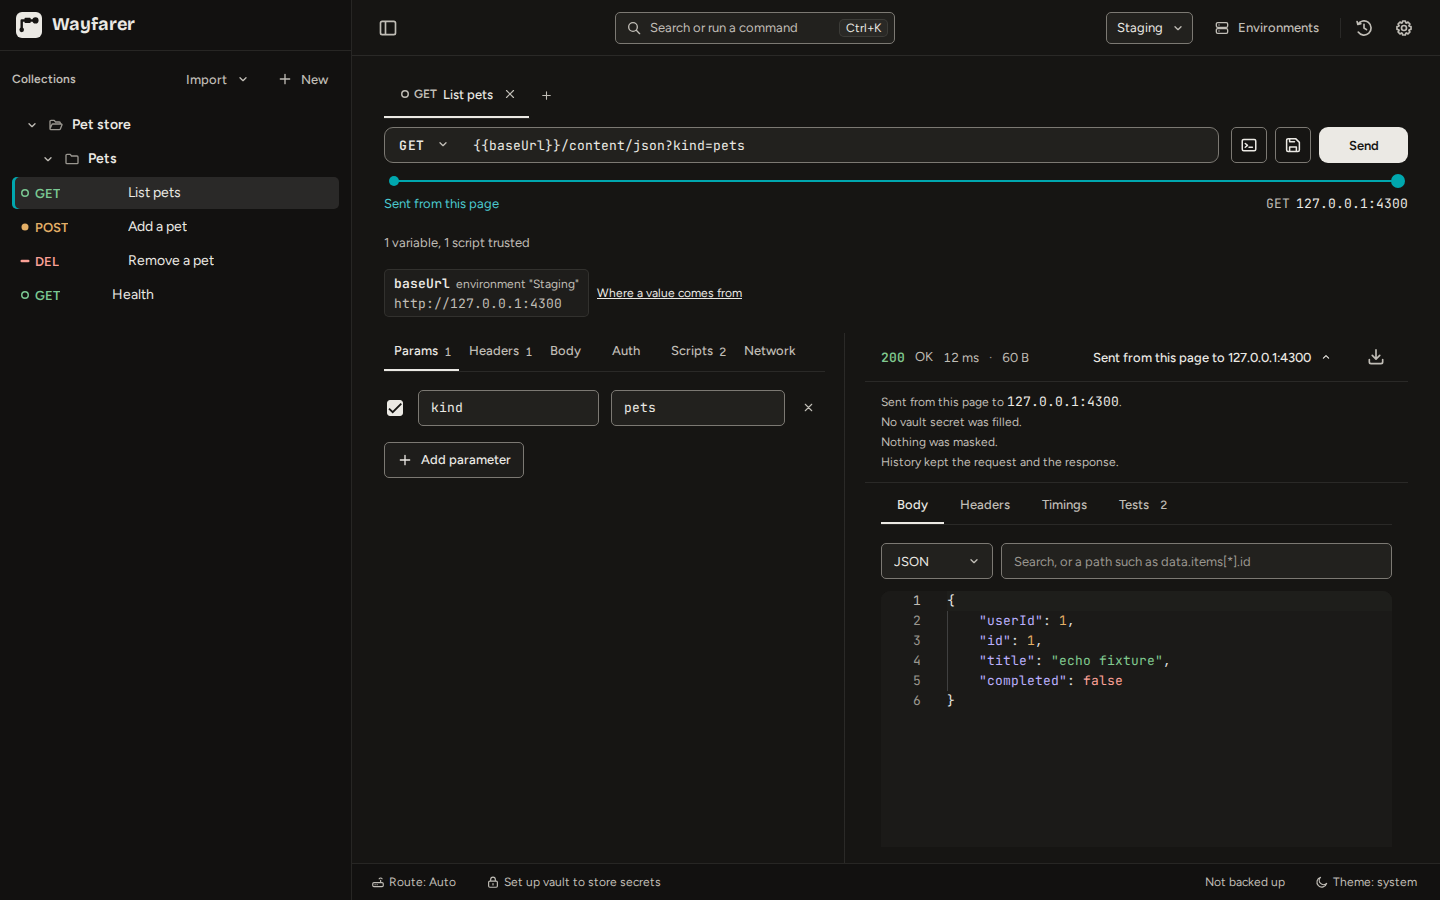 Wayfarer
Search or run a command Ctrl+K
Staging
Environments
Collections
Import
New
Pet store
Pets
GET List pets
POST Add a pet
DEL Remove a pet
GET Health
GET List pets
GET {{baseUrl}}/content/json?kind=pets
Send
Sent from this page
GET 127.0.0.1:4300
1 variable, 1 script trusted
baseUrl environment "Staging"
http://127.0.0.1:4300
Where a value comes from
Params 1 Headers 1 Body Auth Scripts 2 Network
kind pets
Add parameter
200 OK 12 ms · 60 B
Sent from this page to 127.0.0.1:4300
Sent from this page to 127.0.0.1:4300.
No vault secret was filled.
Nothing was masked.
History kept the request and the response.
Body Headers Timings Tests 2
JSON
Search, or a path such as data.items[*].id
1 {
2 "userId": 1,
3 "id": 1,
4 "title": "echo fixture",
5 "completed": false
6 }
Route: Auto
Set up vault to store secrets
Not backed up
Theme: system